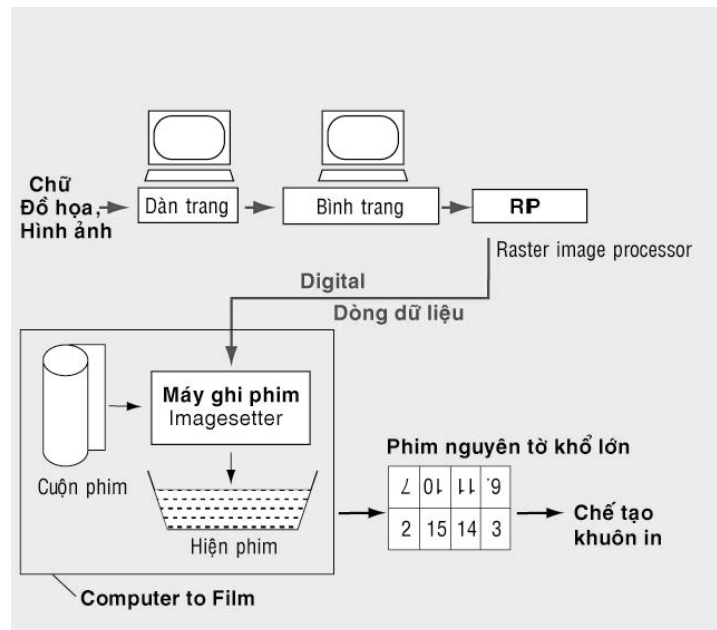 Chữ
Đồ họa,
Hình ảnh
Dàn trang
Bình trang
RIP
Raster image processor
Digital
Dòng dữ liệu
Máy ghi phim
Imagesetter
Cuộn phim
Hiện phim
Phim nguyên tờ khổ lớn
7 10 11 6.
2 15 14 3
Chế tạo
khuôn in
Computer to Film